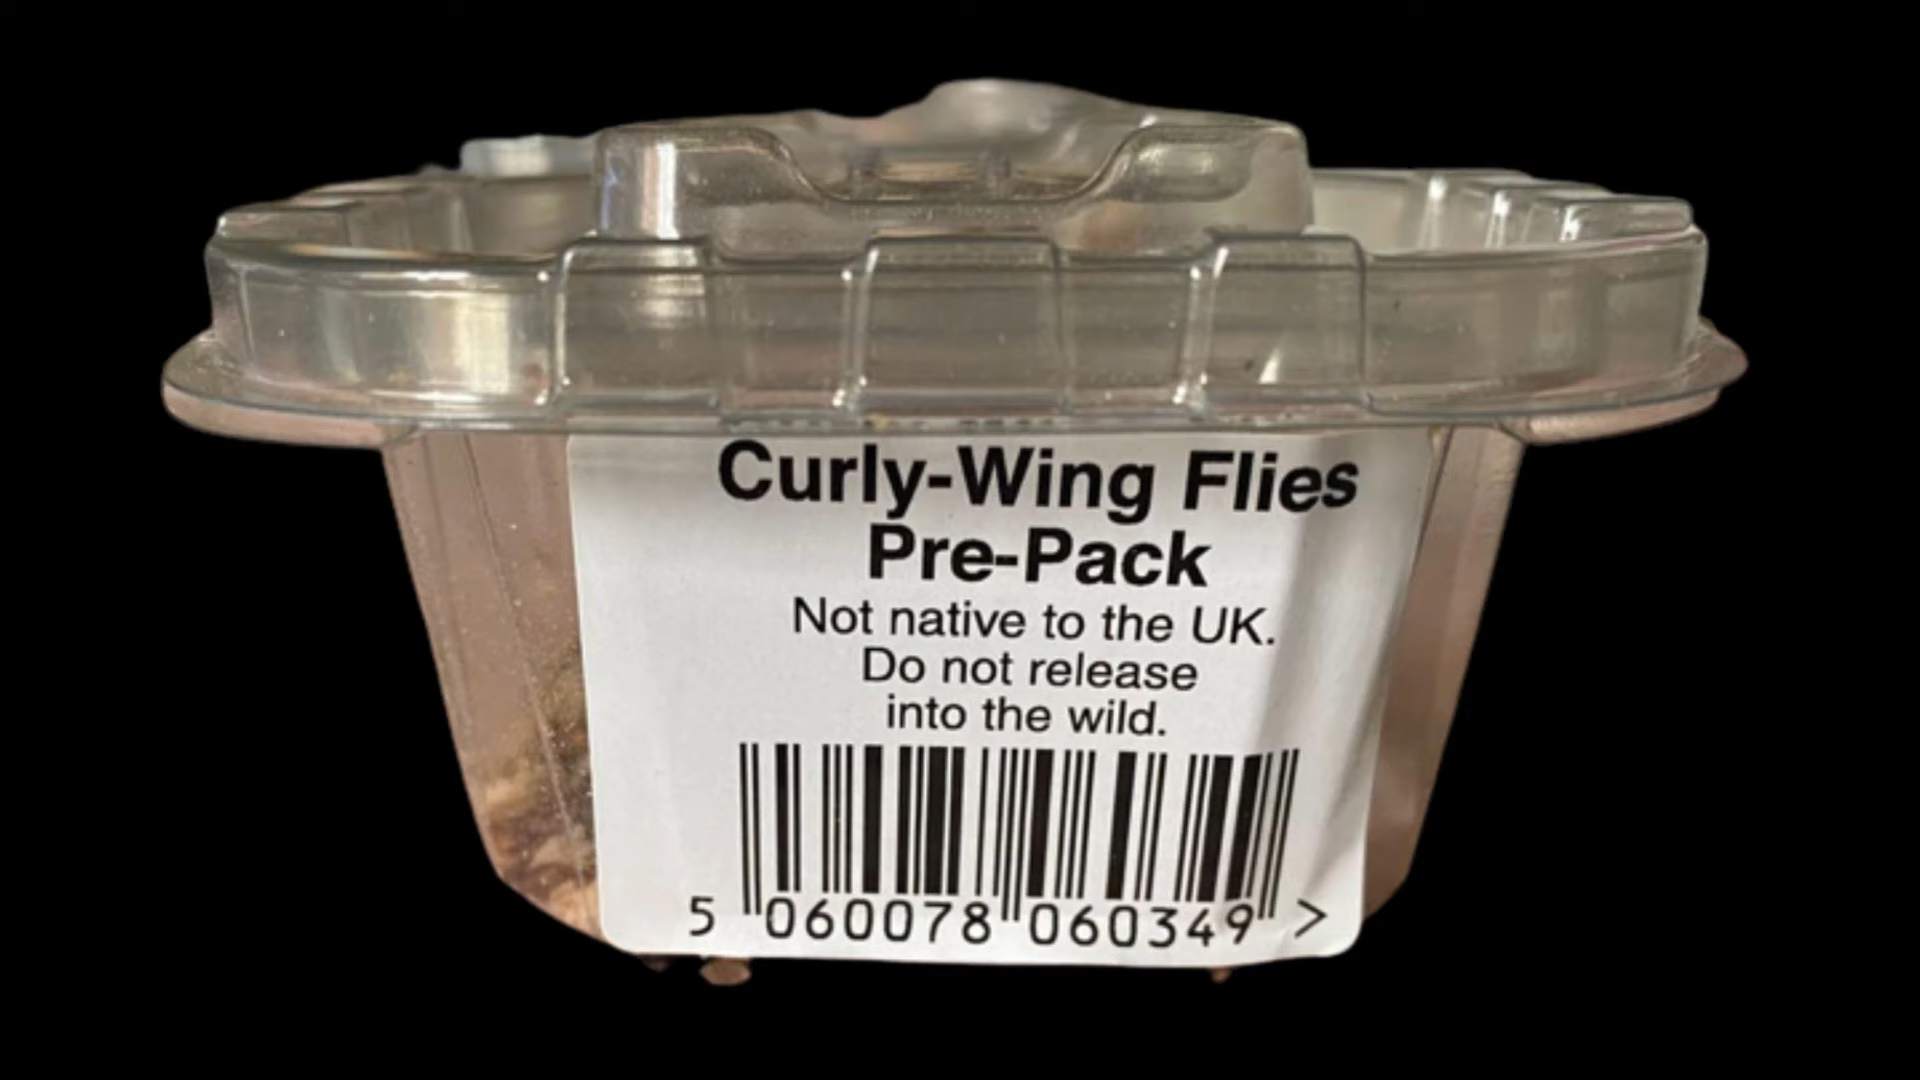 Curly-Wing Flies
Pre-Pack
Not native to the UK.
Do not release
into the wild.
5 060078 060349 >